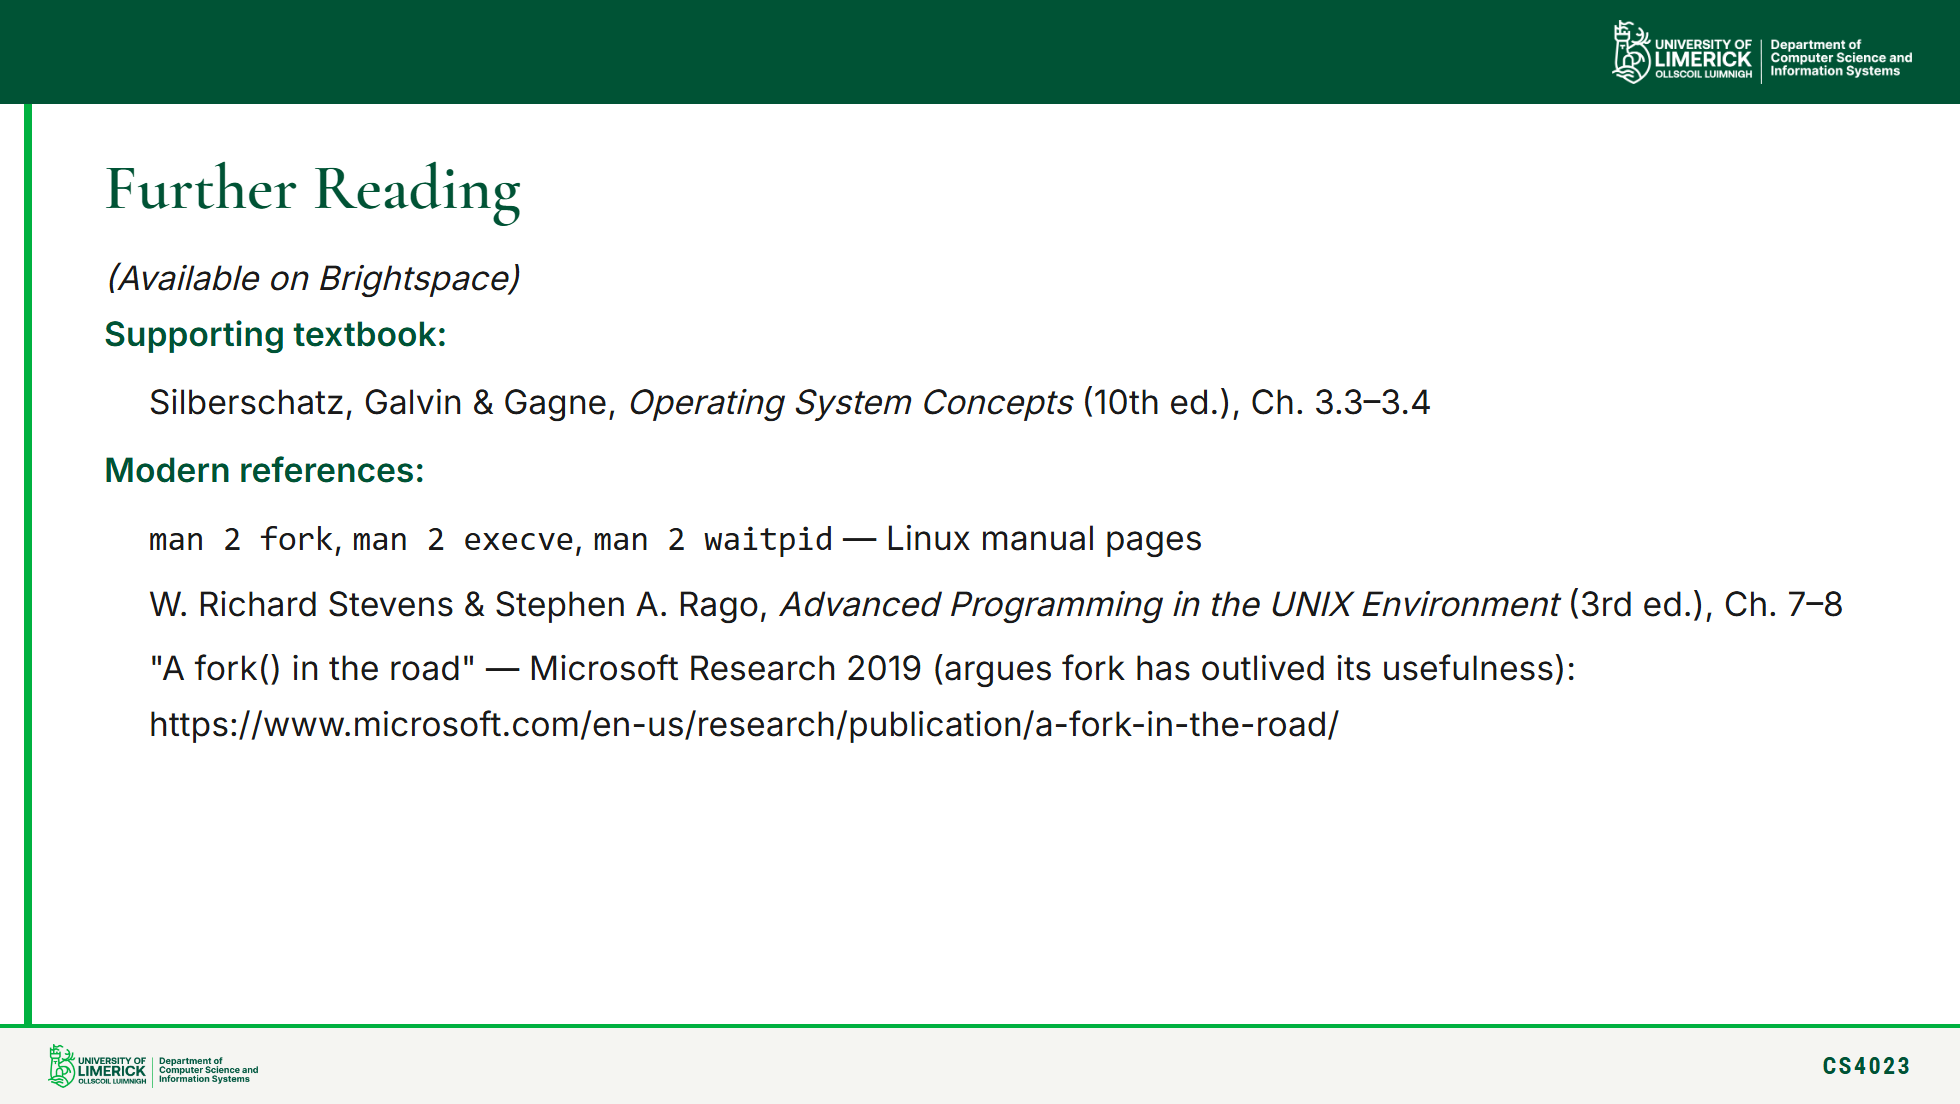 UNIVERSITY OF
LIMERICK
OLLSCOIL LUIMNIGH
Department of
Computer Science and
Information Systems
Further Reading
(Available on Brightspace)
Supporting textbook:
Silberschatz, Galvin & Gagne, Operating System Concepts (10th ed.), Ch. 3.3–3.4
Modern references:
man 2 fork, man 2 execve, man 2 waitpid — Linux manual pages
W. Richard Stevens & Stephen A. Rago, Advanced Programming in the UNIX Environment (3rd ed.), Ch. 7–8
"A fork() in the road" — Microsoft Research 2019 (argues fork has outlived its usefulness):
https://www.microsoft.com/en-us/research/publication/a-fork-in-the-road/
UNIVERSITY OF
LIMERICK
OLLSCOIL LUIMNIGH
Department of
Computer Science and
Information Systems
CS4023